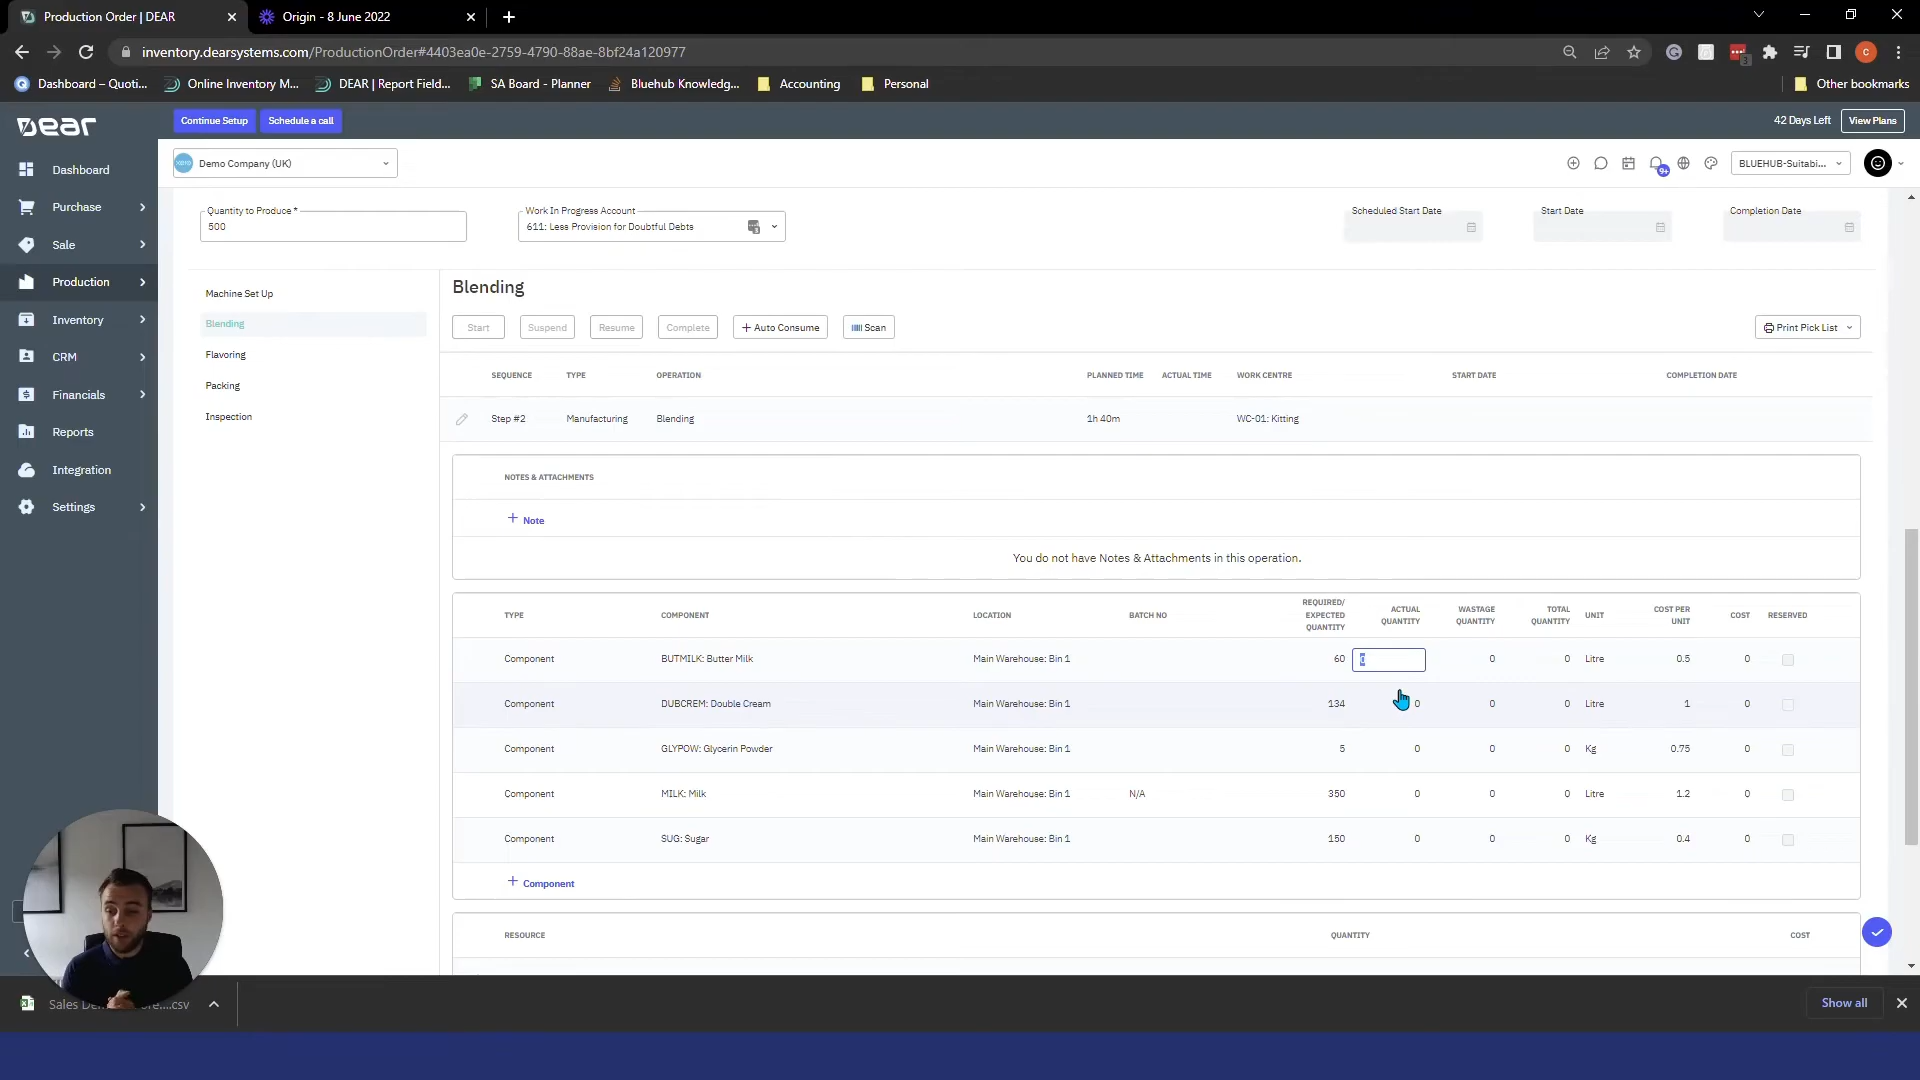 Production Order | DEAR
Origin - 8 June 2022
inventory.dearsystems.com/ProductionOrder#4403ea0e-2759-4790-88ae-8bf24a120977
3
C
Dashboard – Quoti...
Online Inventory M...
DEAR | Report Field...
SA Board - Planner
Bluehub Knowledg...
Accounting
Personal
Other bookmarks
DEAR
Continue Setup
Schedule a call
42 Days Left
View Plans
Demo Company (UK)
9+
BLUEHUB-Suitabi...
Dashboard
Purchase
Sale
Production
Inventory
CRM
Financials
Reports
Integration
Settings
Quantity to Produce *
500
Work In Progress Account
611: Less Provision for Doubtful Debts
Scheduled Start Date
Start Date
Completion Date
Machine Set Up
Blending
Flavoring
Packing
Inspection
Blending
Start
Suspend
Resume
Complete
+ Auto Consume
Scan
Print Pick List
SEQUENCE TYPE OPERATION PLANNED TIME ACTUAL TIME WORK CENTRE START DATE COMPLETION DATE
Step #2 Manufacturing Blending 1h 40m WC-01: Kitting
NOTES & ATTACHMENTS
+ Note
You do not have Notes & Attachments in this operation.
TYPE COMPONENT LOCATION BATCH NO REQUIRED/ EXPECTED QUANTITY ACTUAL QUANTITY WASTAGE QUANTITY TOTAL QUANTITY UNIT COST PER UNIT COST RESERVED
Component BUTMILK: Butter Milk Main Warehouse: Bin 1 60 0 0 0 Litre 0.5 0
Component DUBCREM: Double Cream Main Warehouse: Bin 1 134 0 0 0 Litre 1 0
Component GLYPOW: Glycerin Powder Main Warehouse: Bin 1 5 0 0 0 Kg 0.75 0
Component MILK: Milk Main Warehouse: Bin 1 N/A 350 0 0 0 Litre 1.2 0
Component SUG: Sugar Main Warehouse: Bin 1 150 0 0 0 Kg 0.4 0
+ Component
RESOURCE QUANTITY COST
Sales
Show all